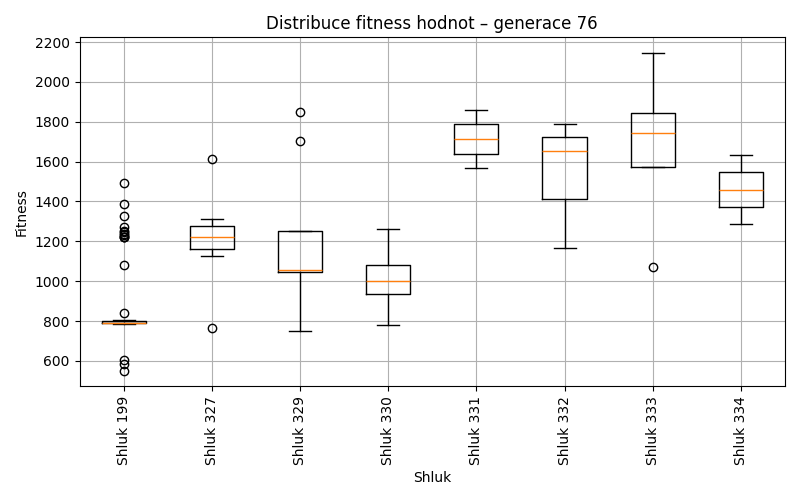 Distribuce fitness hodnot – generace 76
2200
2000
1800
1600
1400
1200
1000
800
600
Fitness
Shluk 199
Shluk 327
Shluk 329
Shluk 330
Shluk 331
Shluk 332
Shluk 333
Shluk 334
Shluk